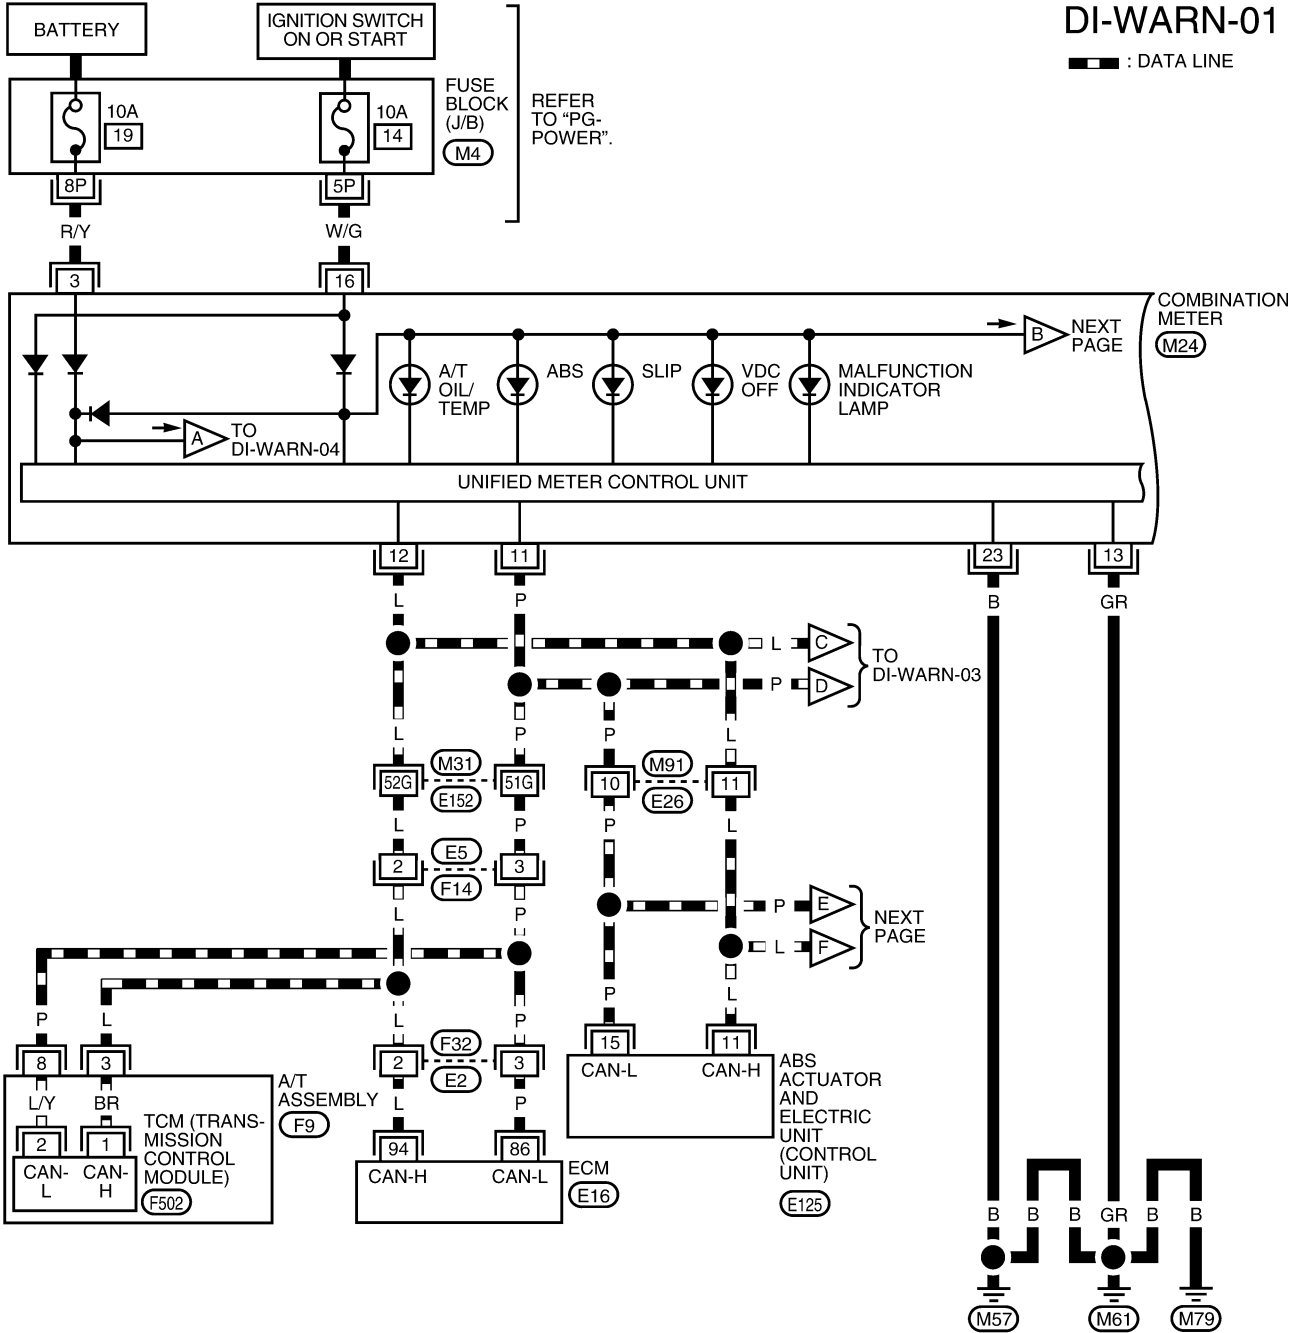 DI-WARN-01
: DATA LINE
BATTERY
IGNITION SWITCH
ON OR START
10A
19
10A
14
FUSE
BLOCK
(J/B)
M4
REFER
TO “PG-
POWER”.
8P
5P
R/Y
W/G
3
16
COMBINATION
METER
M24
B
NEXT
PAGE
A/T
OIL/
TEMP
ABS
SLIP
VDC
OFF
MALFUNCTION
INDICATOR
LAMP
A
TO
DI-WARN-04
UNIFIED METER CONTROL UNIT
12
11
23
13
L
P
B
GR
L
C
P
D
TO
DI-WARN-03
L
P
P
L
52G
M31
E152
51G
10
M91
E26
11
L
P
P
L
2
E5
F14
3
L
P
P
E
L
F
NEXT
PAGE
P
L
L
P
P
L
8
3
2
F32
E2
3
15
11
CAN-L
CAN-H
ABS
ACTUATOR
AND
ELECTRIC
UNIT
(CONTROL
UNIT)
E125
A/T
ASSEMBLY
F9
L/Y
BR
L
P
2
1
CAN-
L
CAN-
H
TCM (TRANS-
MISSION
CONTROL
MODULE)
F502
94
86
CAN-H
CAN-L
ECM
E16
B
B
B
GR
B
B
M57
M61
M79